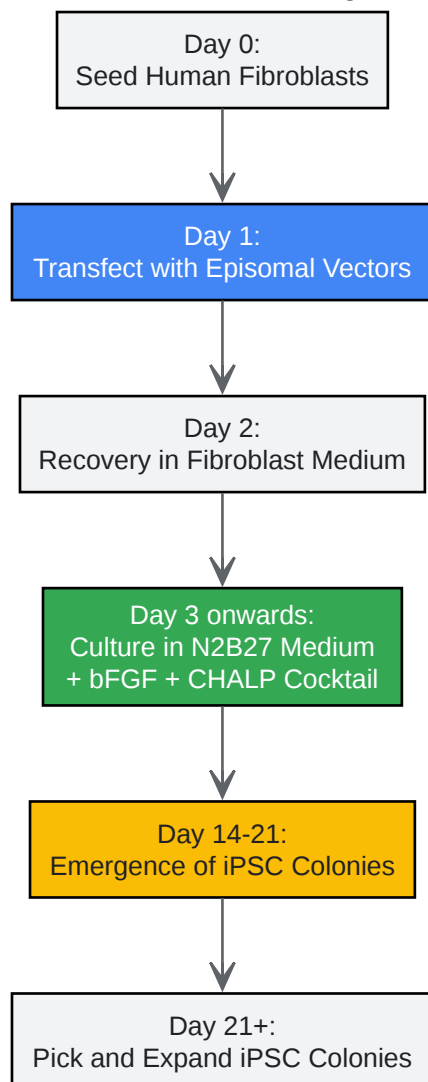 Day 0:
Seed Human Fibroblasts
Day 1:
Transfect with Episomal Vectors
Day 2:
Recovery in Fibroblast Medium
Day 3 onwards:
Culture in N2B27 Medium
+ bFGF + CHALP Cocktail
Day 14-21:
Emergence of iPSC Colonies
Day 21+:
Pick and Expand iPSC Colonies